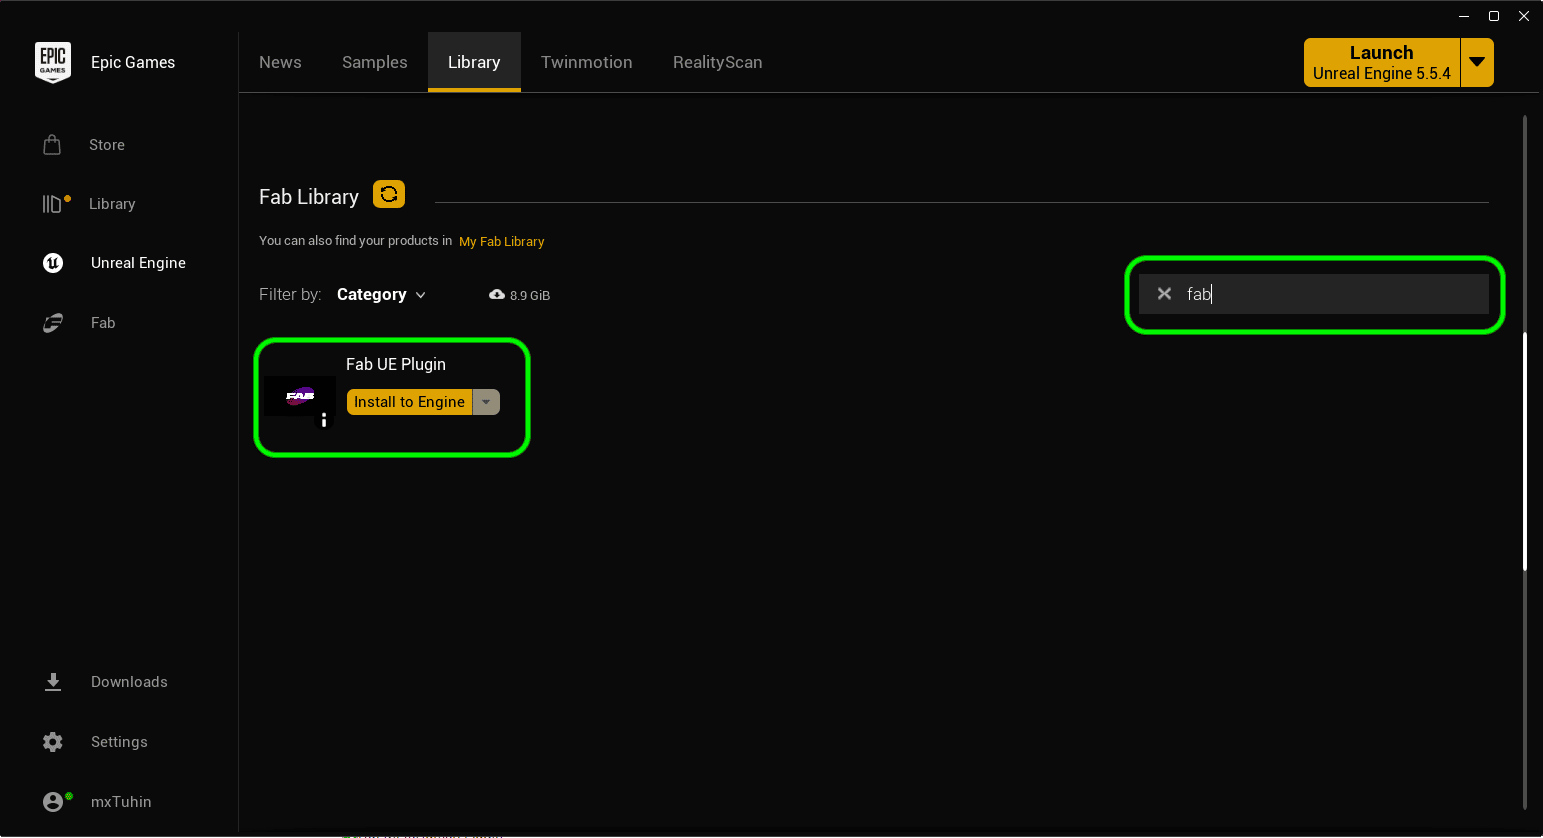 EPIC
GAMES
Epic Games
News
Samples
Library
Twinmotion
RealityScan
Launch
Unreal Engine 5.5.4
Store
Library
Unreal Engine
Fab
Fab Library
You can also find your products in My Fab Library
Filter by: Category
8.9 GiB
fab
Fab UE Plugin
FAB
Install to Engine
Downloads
Settings
mxTuhin